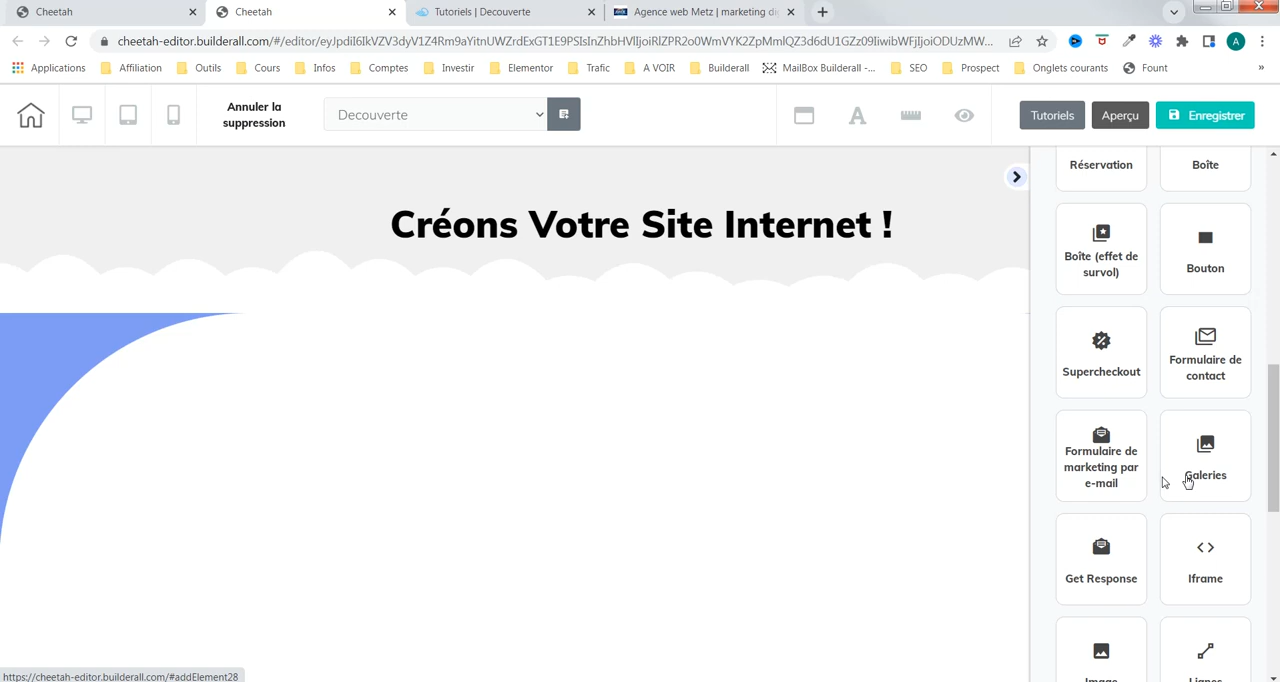 Cheetah
Cheetah
Tutoriels | Decouverte
Agence web Metz | marketing di
cheetah-editor.builderall.com/#/editor/
Applications
Affiliation
Outils
Cours
Infos
Comptes
Investir
Elementor
Trafic
A VOIR
Builderall
MailBox Builderall -...
SEO
Prospect
Onglets courants
Fount
»
Annuler la
suppression
Decouverte
Tutoriels
Aperçu
Enregistrer
Créons Votre Site Internet !
Réservation
Boîte
Boîte (effet de
survol)
Bouton
Supercheckout
Formulaire de
contact
Formulaire de
marketing par
e-mail
Galeries
Get Response
Iframe
Image
Lignes
https://cheetah-editor.builderall.com/#addElement28